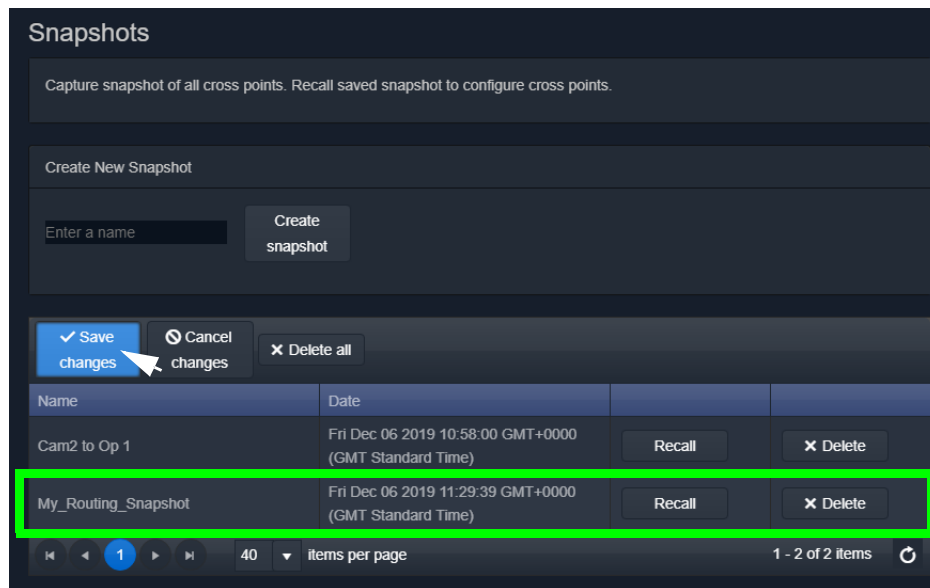 Snapshots
Capture snapshot of all cross points. Recall saved snapshot to configure cross points.
Create New Snapshot
Enter a name
Create
snapshot
Save
changes
Cancel
changes
Delete all
Name Date
Cam2 to Op 1
Fri Dec 06 2019 10:58:00 GMT+0000
(GMT Standard Time)
Recall
Delete
My_Routing_Snapshot
Fri Dec 06 2019 11:29:39 GMT+0000
(GMT Standard Time)
Recall
Delete
1 40 items per page 1 - 2 of 2 items